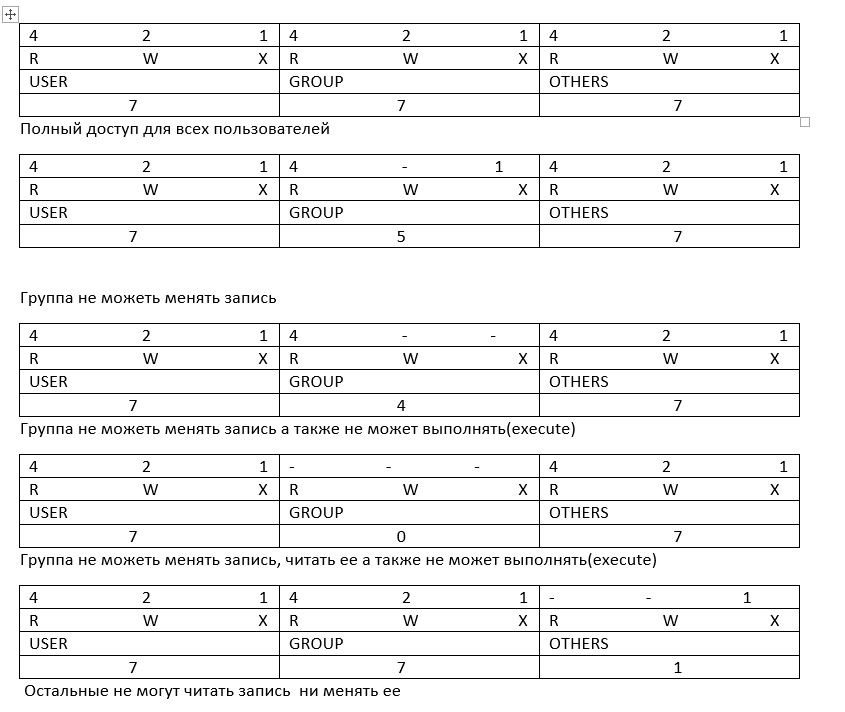 4 2 1 4 2 1 4 2 1
R W X R W X R W X
USER GROUP OTHERS
7 7 7
Полный доступ для всех пользователей
4 2 1 4 - 1 4 2 1
R W X R W X R W X
USER GROUP OTHERS
7 5 7
Группа не можеть менять запись
4 2 1 4 - - 4 2 1
R W X R W X R W X
USER GROUP OTHERS
7 4 7
Группа не можеть менять запись а также не может выполнять(execute)
4 2 1 - - - 4 2 1
R W X R W X R W X
USER GROUP OTHERS
7 0 7
Группа не можеть менять запись, читать ее а также не может выполнять(execute)
4 2 1 4 2 1 - - 1
R W X R W X R W X
USER GROUP OTHERS
7 7 1
Остальные не могут читать запись ни менять ее